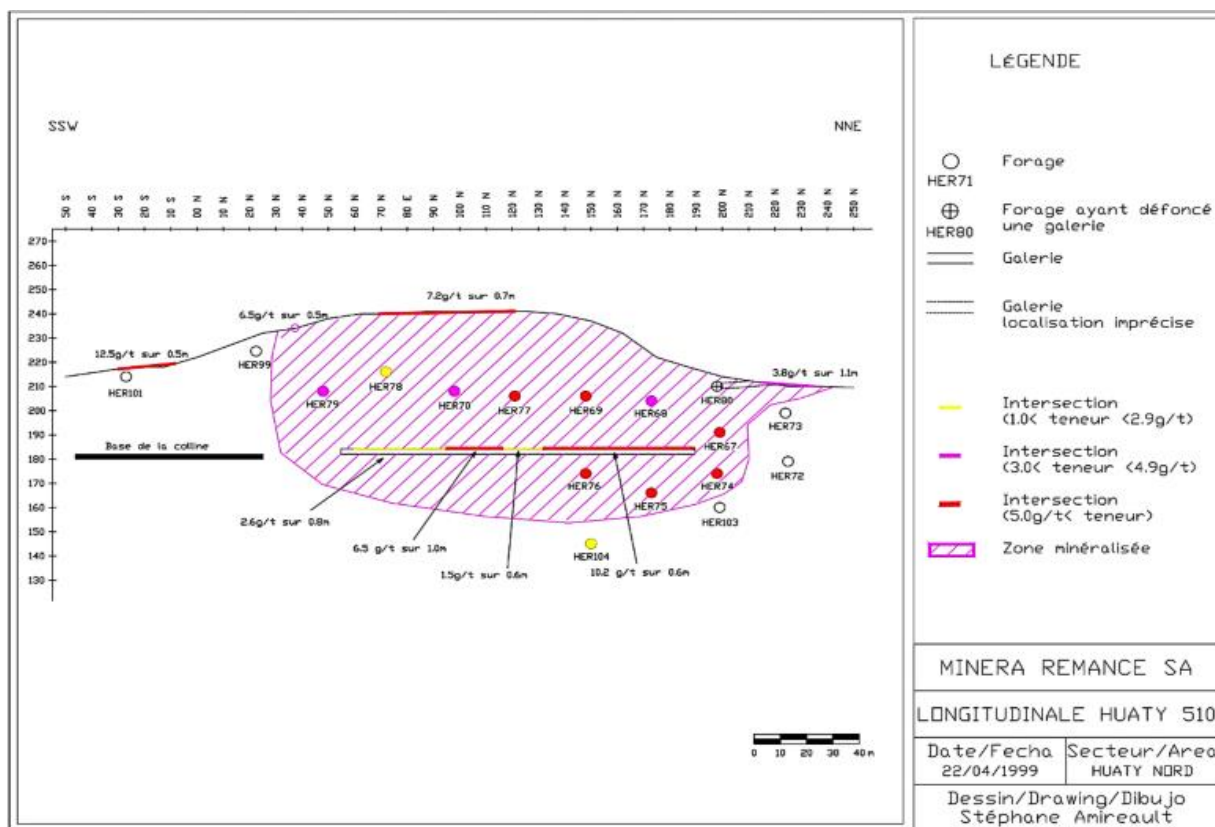 SSW
NNE
50 S
40 S
30 S
20 S
10 S
00 N
10 N
20 N
30 N
40 N
50 N
60 N
70 N
80 E
90 N
100 N
110 N
120 N
130 N
140 N
150 N
160 N
170 N
180 N
190 N
200 N
210 N
220 N
230 N
240 N
250 N
270
260
250
240
230
220
210
200
190
180
170
160
150
140
130
7.2g/t sur 0.7m
6.5g/t sur 0.5m
12.5g/t sur 0.5m
3.8g/t sur 1.1m
HER99
HER101
HER78
HER80
HER79
HER70
HER77
HER69
HER68
HER73
HER67
Base de la colline
HER76
HER74
HER72
HER75
HER103
2.6g/t sur 0.8m
6.5 g/t sur 1.0m
HER104
1.5g/t sur 0.6m
10.2 g/t sur 0.6m
0 10 20 30 40 m
LÉGENDE
Forage
HER71
Forage ayant défoncé
une galerie
HER80
Galerie
Galerie
localisation imprécise
Intersection
(1.0< teneur <2.9g/t)
Intersection
(3.0< teneur <4.9g/t)
Intersection
(5.0g/t< teneur)
Zone minéralisée
MINERA REMANCE SA
LONGITUDINALE HUATY 510
Date/Fecha
22/04/1999
Secteur/Area
HUATY NORD
Dessin/Drawing/Dibujo
Stéphane Amireault